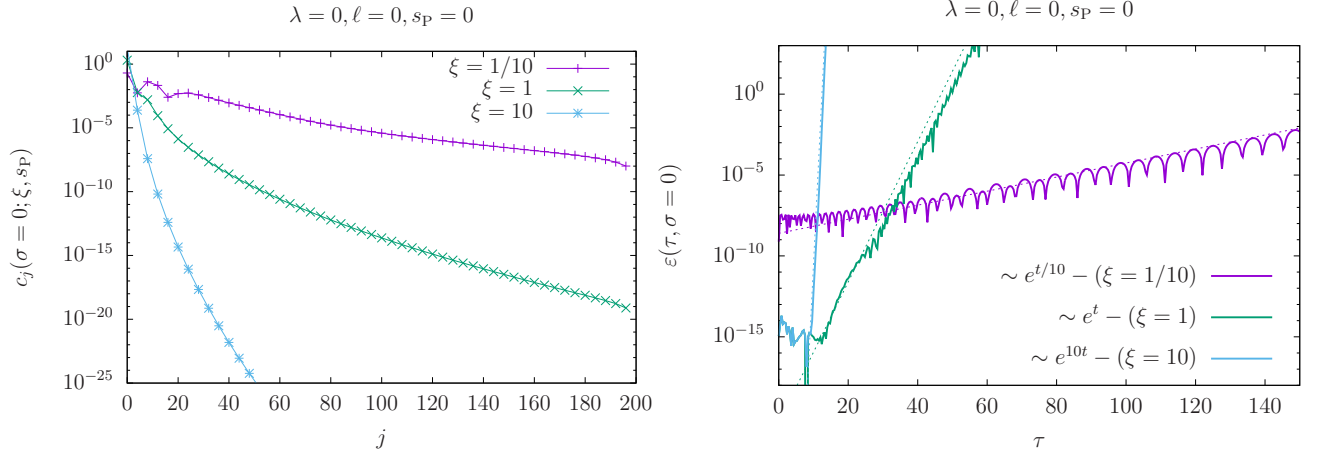 λ = 0, ℓ = 0, s_P = 0
c_j(σ = 0; ξ, s_P)
10^0
10^{-5}
10^{-10}
10^{-15}
10^{-20}
10^{-25}
ξ = 1/10
ξ = 1
ξ = 10
0 20 40 60 80 100 120 140 160 180 200
j
λ = 0, ℓ = 0, s_P = 0
ε(τ, σ = 0)
10^0
10^{-5}
10^{-10}
10^{-15}
∼ e^{t/10} − (ξ = 1/10)
∼ e^t − (ξ = 1)
∼ e^{10t} − (ξ = 10)
0 20 40 60 80 100 120 140
τ